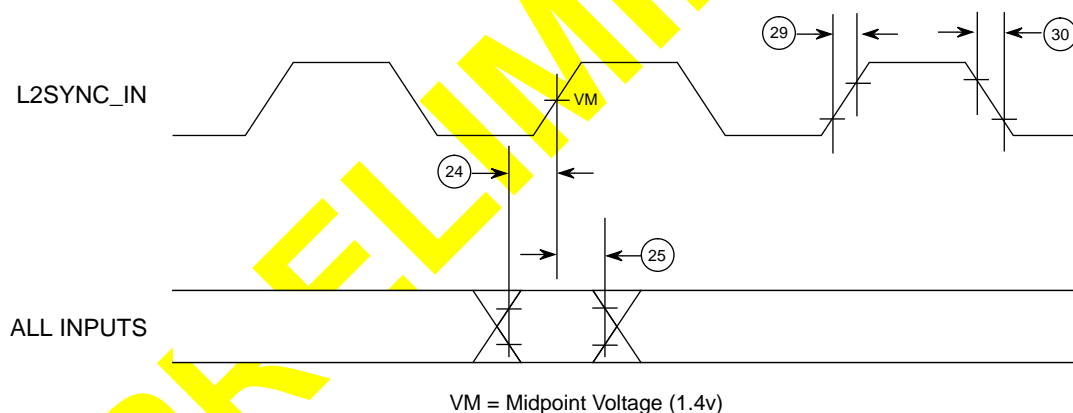 29
30
L2SYNC_IN
VM
24
25
ALL INPUTS
VM = Midpoint Voltage (1.4v)